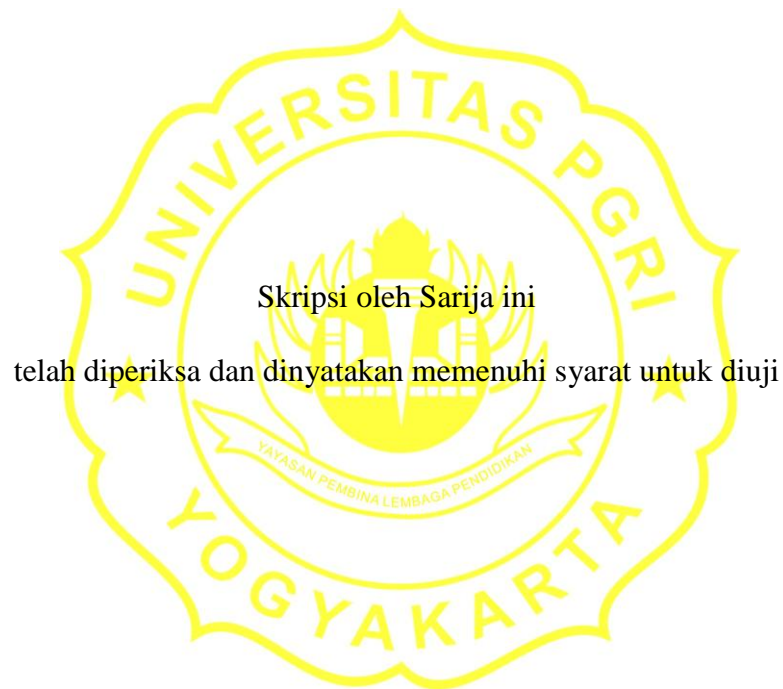 UNIVERSITAS PGRI
Skripsi oleh Sarija ini
telah diperiksa dan dinyatakan memenuhi syarat untuk diuji
YAYASAN PEMBINA LEMBAGA PENDIDIKAN
YOGYAKARTA